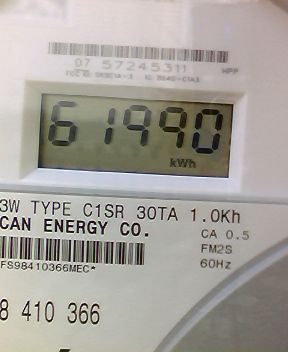 07 57245311
61990
kWh
3W TYPE C1SR 30TA 1.0Kh
CAN ENERGY CO.
CA 0.5
FM2S
60Hz
FS98410366MEC*
8 410 366